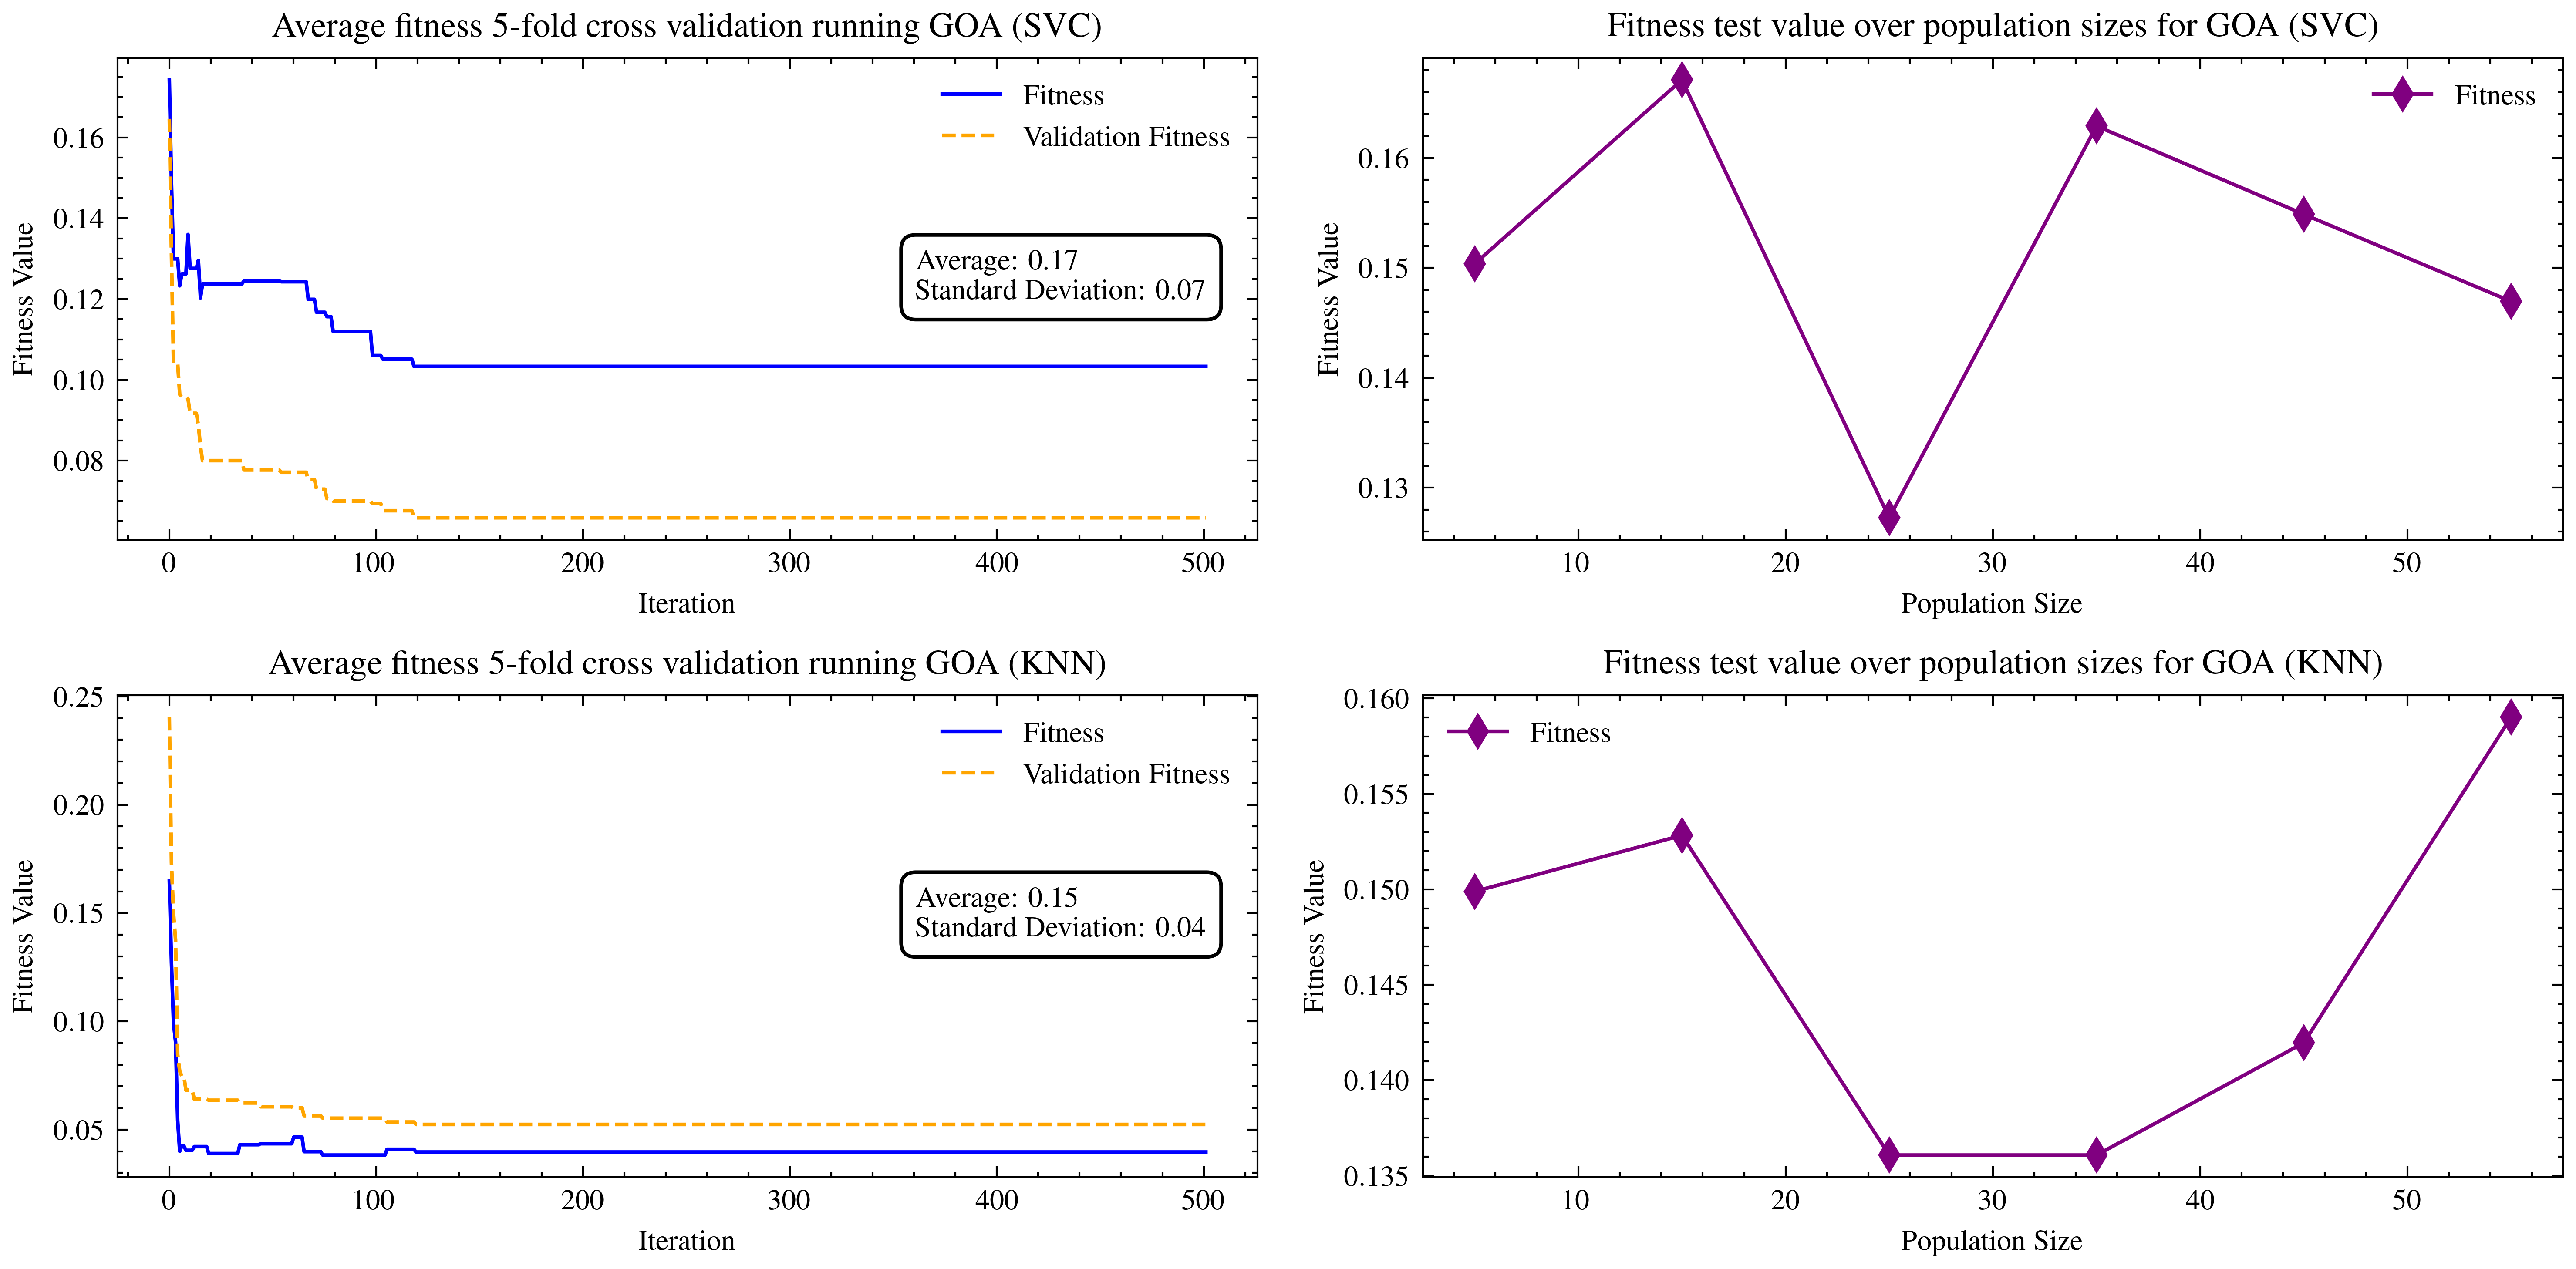 Average fitness 5-fold cross validation running GOA (SVC)
Fitness Value
0.16
0.14
0.12
0.10
0.08
Fitness
Validation Fitness
Average: 0.17
Standard Deviation: 0.07
0 100 200 300 400 500
Iteration
Fitness test value over population sizes for GOA (SVC)
Fitness Value
0.16
0.15
0.14
0.13
Fitness
10 20 30 40 50
Population Size
Average fitness 5-fold cross validation running GOA (KNN)
Fitness Value
0.25
0.20
0.15
0.10
0.05
Fitness
Validation Fitness
Average: 0.15
Standard Deviation: 0.04
0 100 200 300 400 500
Iteration
Fitness test value over population sizes for GOA (KNN)
Fitness Value
0.160
0.155
0.150
0.145
0.140
0.135
Fitness
10 20 30 40 50
Population Size